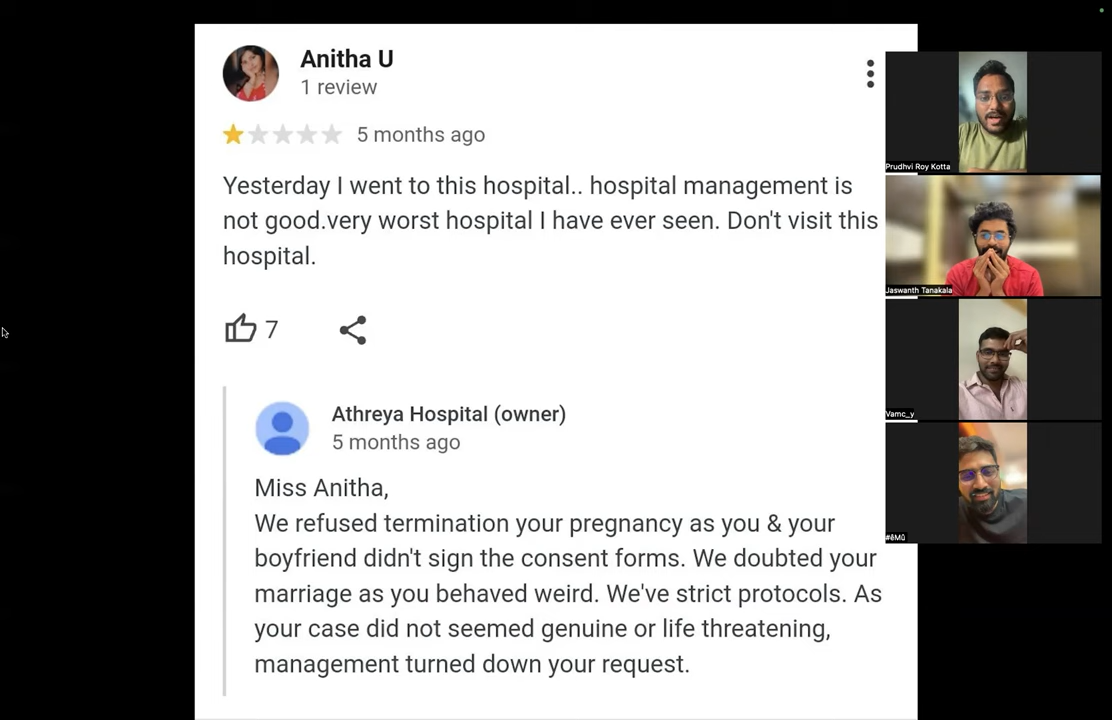 Anitha U
1 review
5 months ago
Yesterday I went to this hospital.. hospital management is
not good.very worst hospital I have ever seen. Don't visit this
hospital.
7
Athreya Hospital (owner)
5 months ago
Miss Anitha,
We refused termination your pregnancy as you & your
boyfriend didn't sign the consent forms. We doubted your
marriage as you behaved weird. We've strict protocols. As
your case did not seemed genuine or life threatening,
management turned down your request.
Prudhvi Roy Kotta
Jaswanth Tanakala
Vamc_y
#êMû